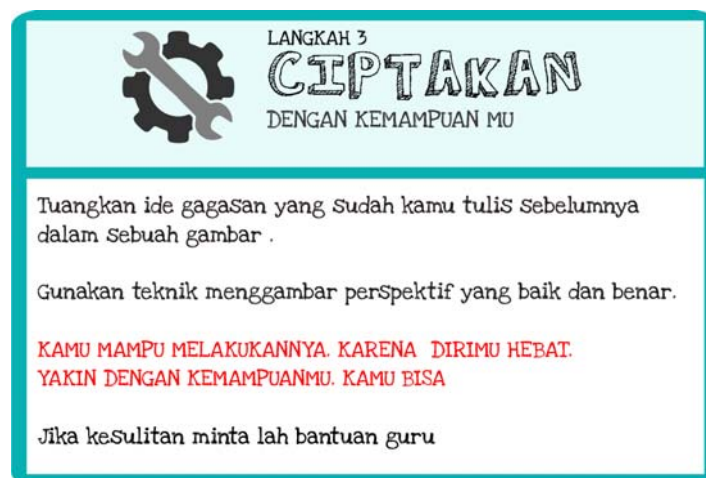 LANGKAH 3
CIPTAKAN
DENGAN KEMAMPUAN MU
Tuangkan ide gagasan yang sudah kamu tulis sebelumnya
dalam sebuah gambar .
Gunakan teknik menggambar perspektif yang baik dan benar.
KAMU MAMPU MELAKUKANNYA. KARENA DIRIMU HEBAT.
YAKIN DENGAN KEMAMPUANMU. KAMU BISA
Jika kesulitan minta lah bantuan guru